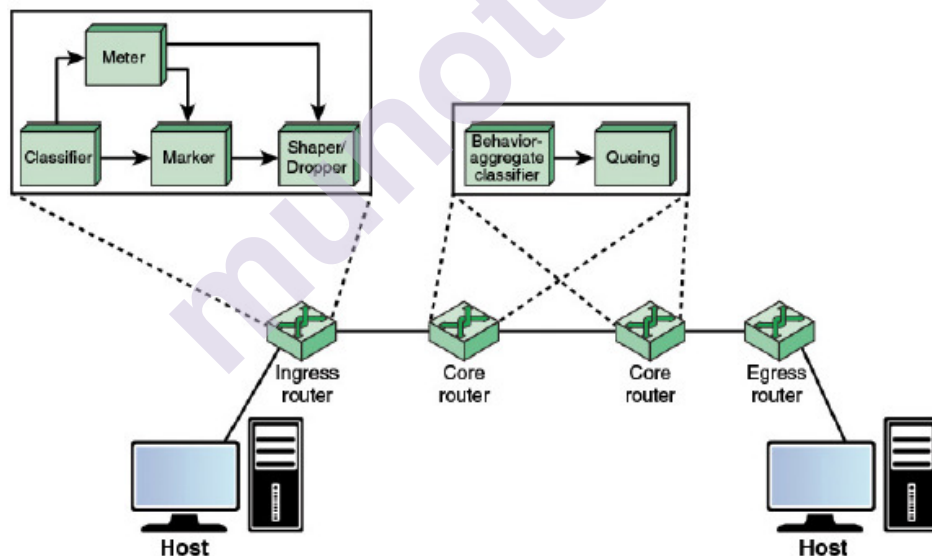 Meter
Classifier
Marker
Shaper/
Dropper
Behavior-
aggregate
classifier
Queing
Ingress
router
Core
router
Core
router
Egress
router
Host
Host